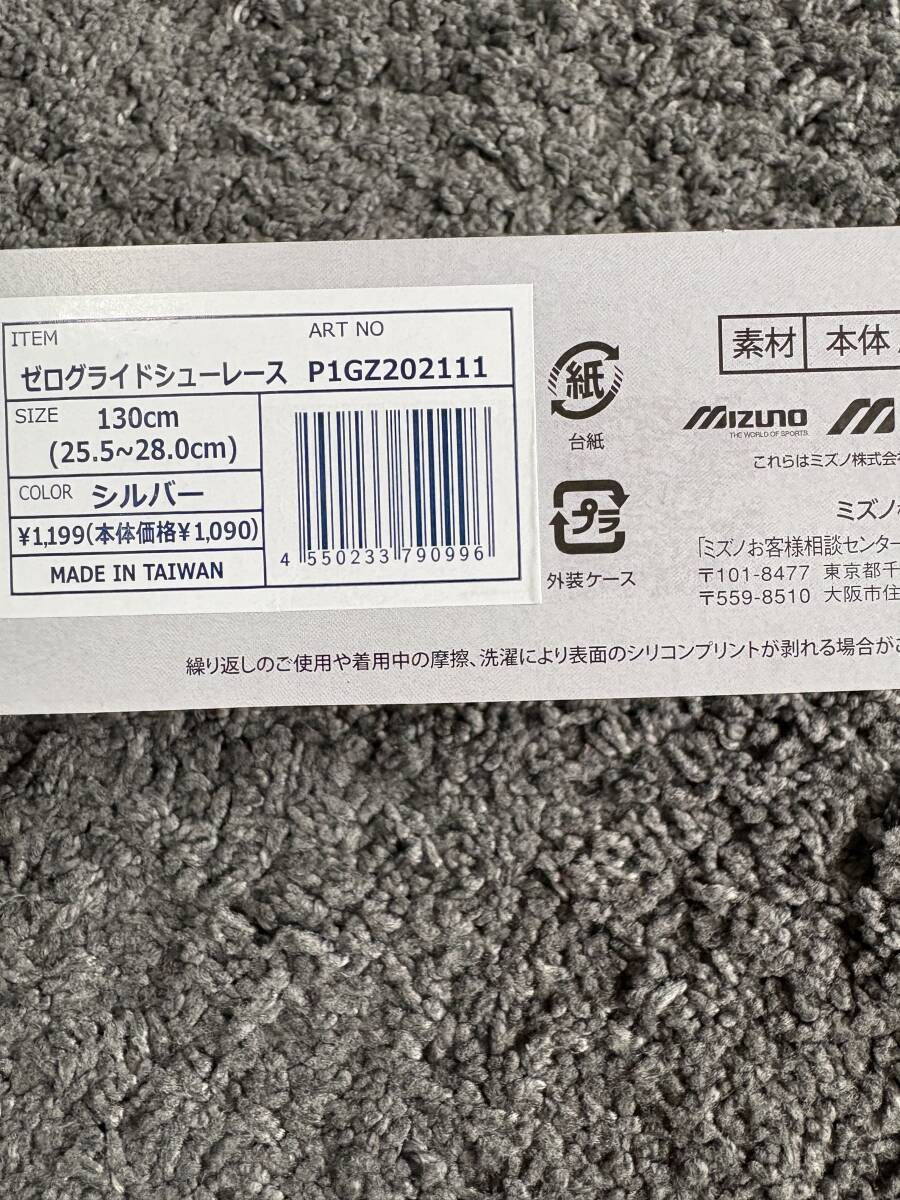 ITEM
ART NO
ゼログライドシューレース P1GZ202111
SIZE
130cm
(25.5~28.0cm)
COLOR シルバー
¥1,199(本体価格¥1,090)
MADE IN TAIWAN
4 550233 790996
紙
台紙
プラ
外装ケース
素材 本体
MIZUNO
THE WORLD OF SPORTS
これらはミズノ株式会
ミズノ
「ミズノお客様相談センター
〒101-8477 東京都千
〒559-8510 大阪市住
繰り返しのご使用や着用中の摩擦、洗濯により表面のシリコンプリントが剥れる場合が